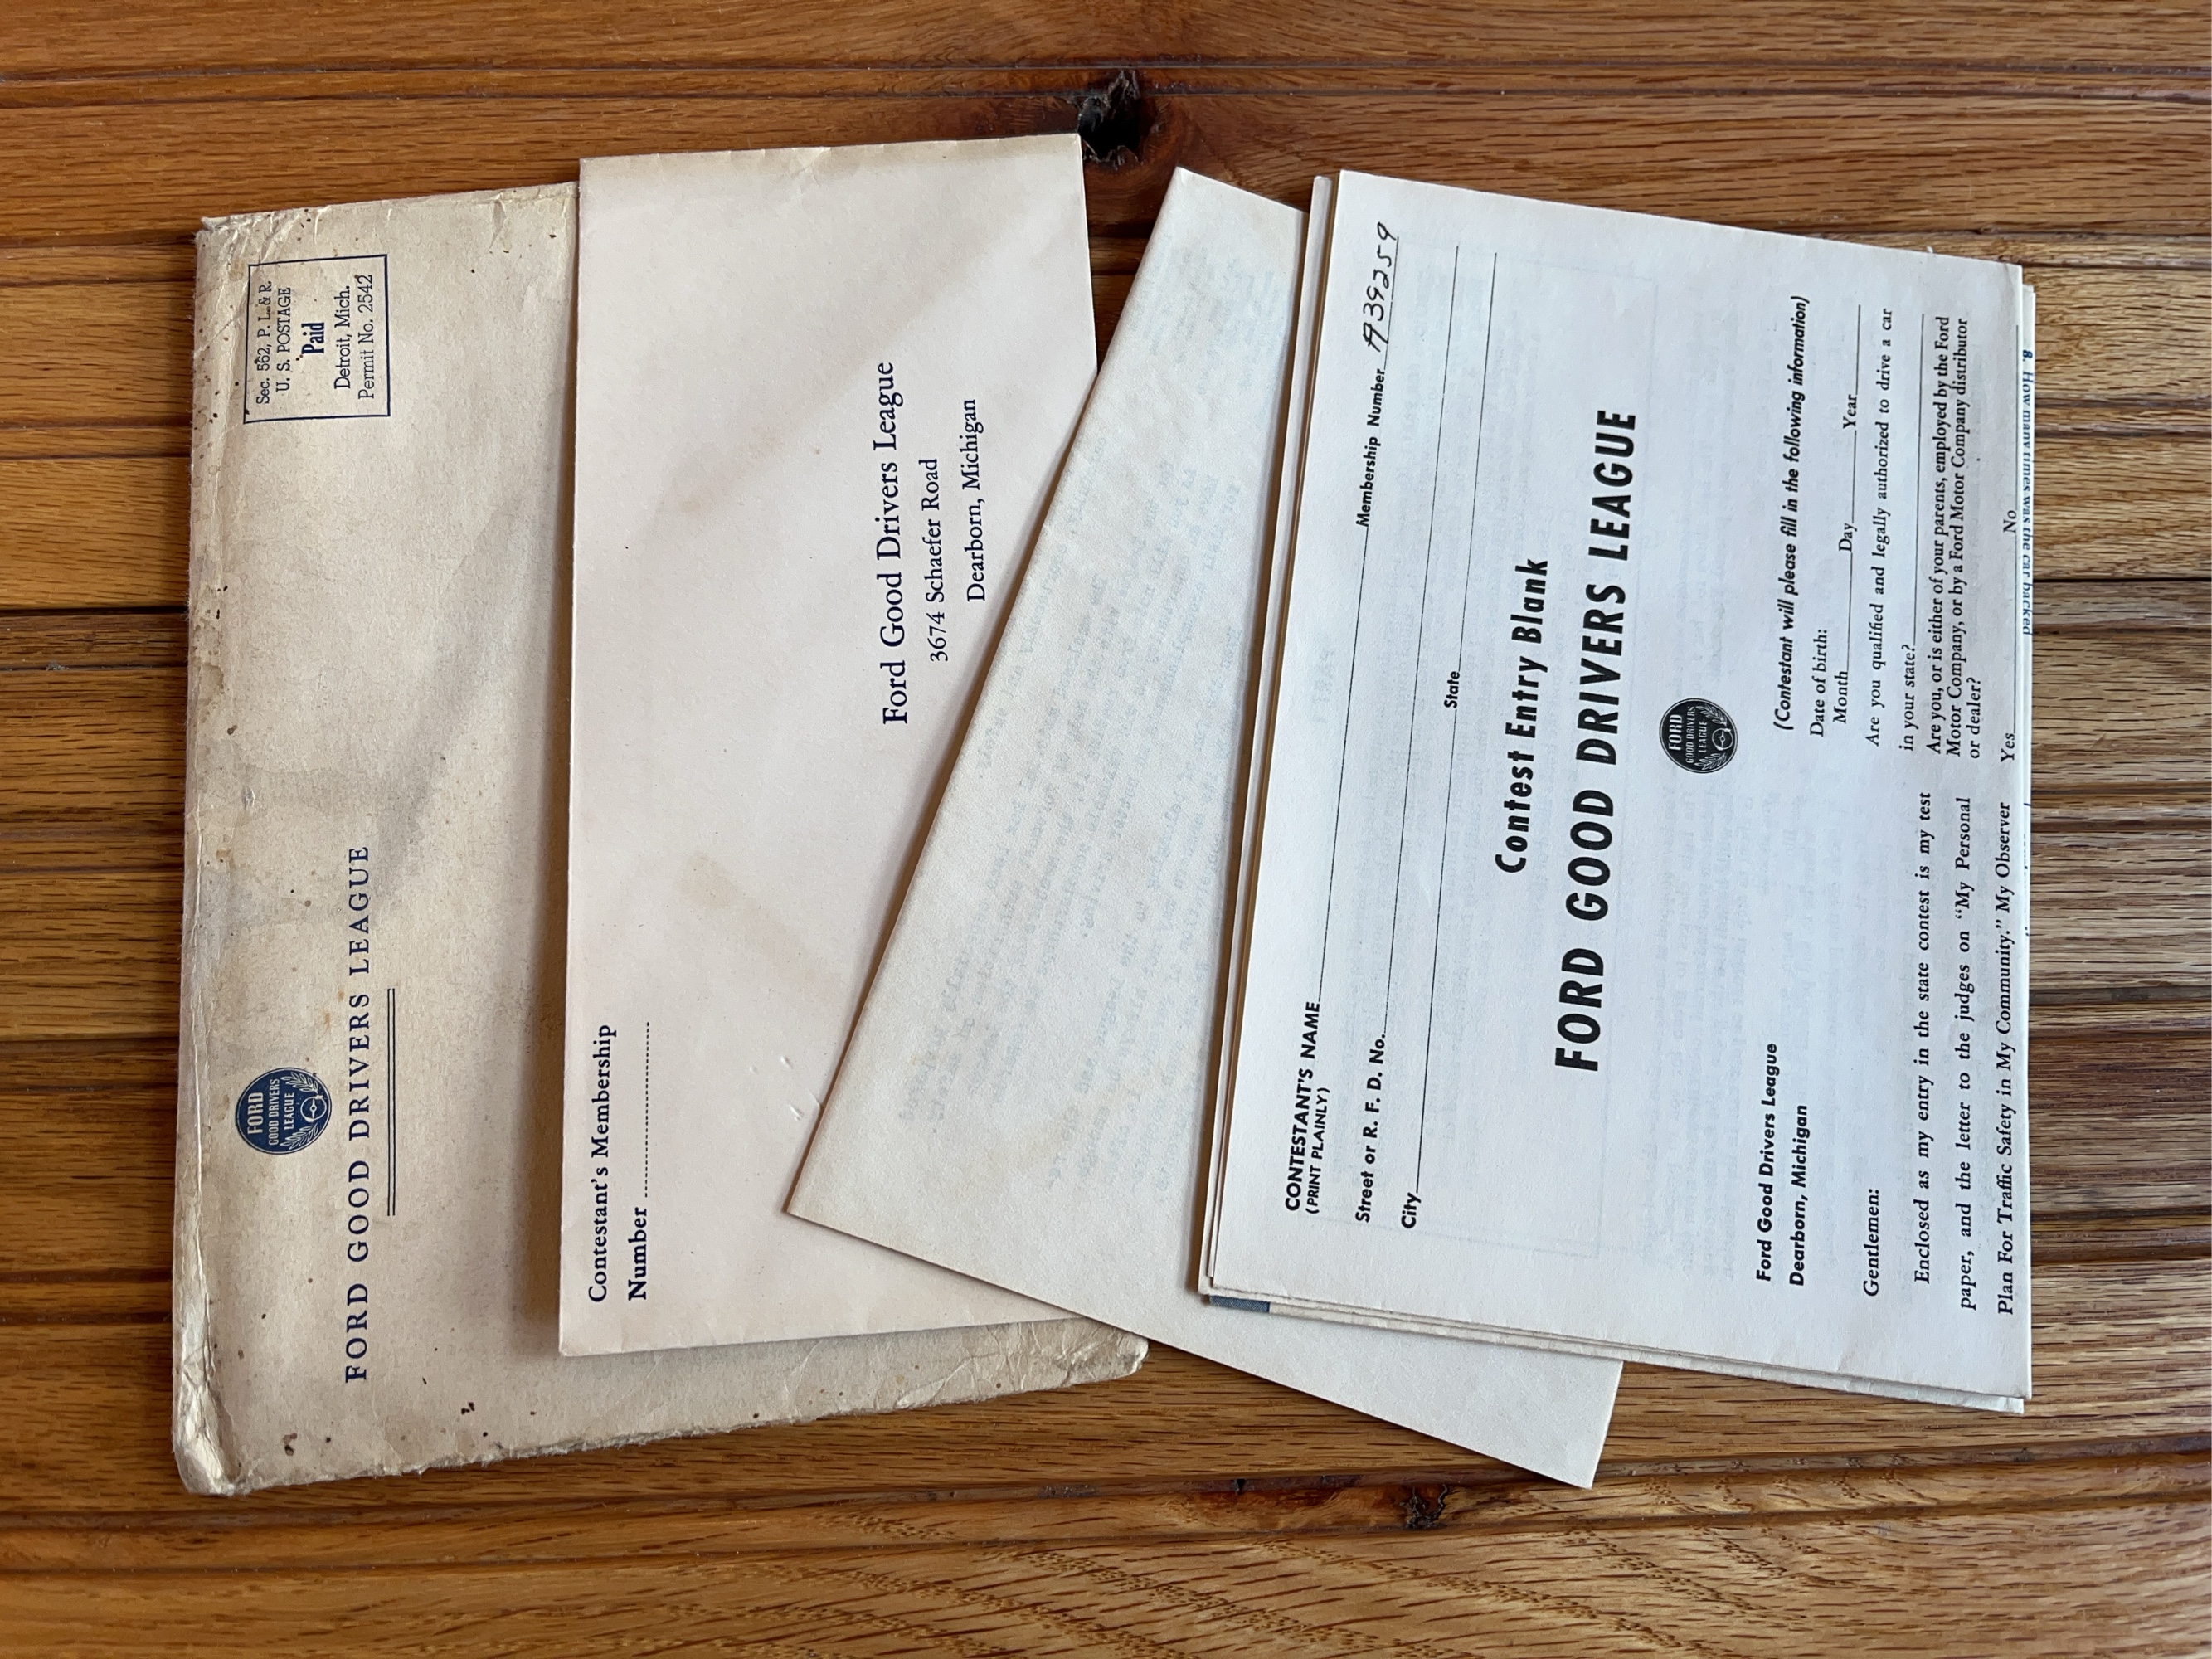 FORD
GOOD DRIVERS
LEAGUE
FORD GOOD DRIVERS LEAGUE
Sec. 562, P. L. & R.
U. S. POSTAGE
Paid
Detroit, Mich.
Permit No. 2542
Contestant's Membership
Number
Ford Good Drivers League
3674 Schaefer Road
Dearborn, Michigan
CONTESTANT'S NAME
(PRINT PLAINLY)
Membership Number A39259
Street or R. F. D. No.
City State
Contest Entry Blank
FORD GOOD DRIVERS LEAGUE
FORD
GOOD DRIVERS
LEAGUE
Ford Good Drivers League
Dearborn, Michigan
Gentlemen:
Enclosed as my entry in the state contest is my test
paper, and the letter to the judges on "My Personal
Plan For Traffic Safety in My Community." My Observer
(Contestant will please fill in the following information)
Date of birth:
Month Day Year
Are you qualified and legally authorized to drive a car
in your state?
Are you, or is either of your parents, employed by the Ford
Motor Company, or by a Ford Motor Company distributor
or dealer?
Yes No
8. How many times was the car backed